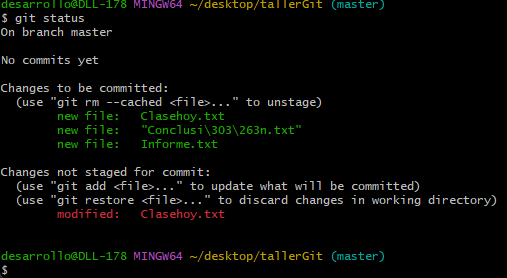 desarrollo@DLL-178 MINGW64 ~/desktop/tallerGit (master)
$ git status
On branch master

No commits yet

Changes to be committed:
  (use "git rm --cached <file>..." to unstage)
        new file:   Clasehoy.txt
        new file:   "Conclusi\303\263n.txt"
        new file:   Informe.txt

Changes not staged for commit:
  (use "git add <file>..." to update what will be committed)
  (use "git restore <file>..." to discard changes in working directory)
        modified:   Clasehoy.txt

desarrollo@DLL-178 MINGW64 ~/desktop/tallerGit (master)
$